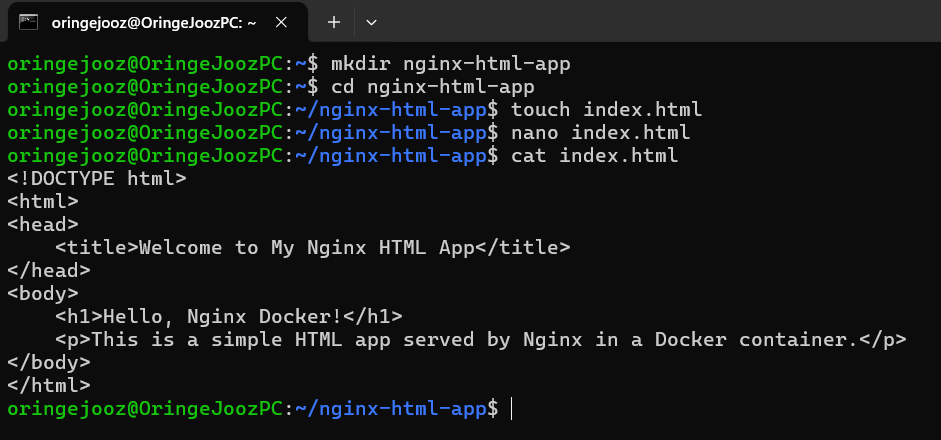 oringejooz@OringeJoozPC: ~
oringejooz@OringeJoozPC:~$ mkdir nginx-html-app
oringejooz@OringeJoozPC:~$ cd nginx-html-app
oringejooz@OringeJoozPC:~/nginx-html-app$ touch index.html
oringejooz@OringeJoozPC:~/nginx-html-app$ nano index.html
oringejooz@OringeJoozPC:~/nginx-html-app$ cat index.html
<!DOCTYPE html>
<html>
<head>
    <title>Welcome to My Nginx HTML App</title>
</head>
<body>
    <h1>Hello, Nginx Docker!</h1>
    <p>This is a simple HTML app served by Nginx in a Docker container.</p>
</body>
</html>
oringejooz@OringeJoozPC:~/nginx-html-app$